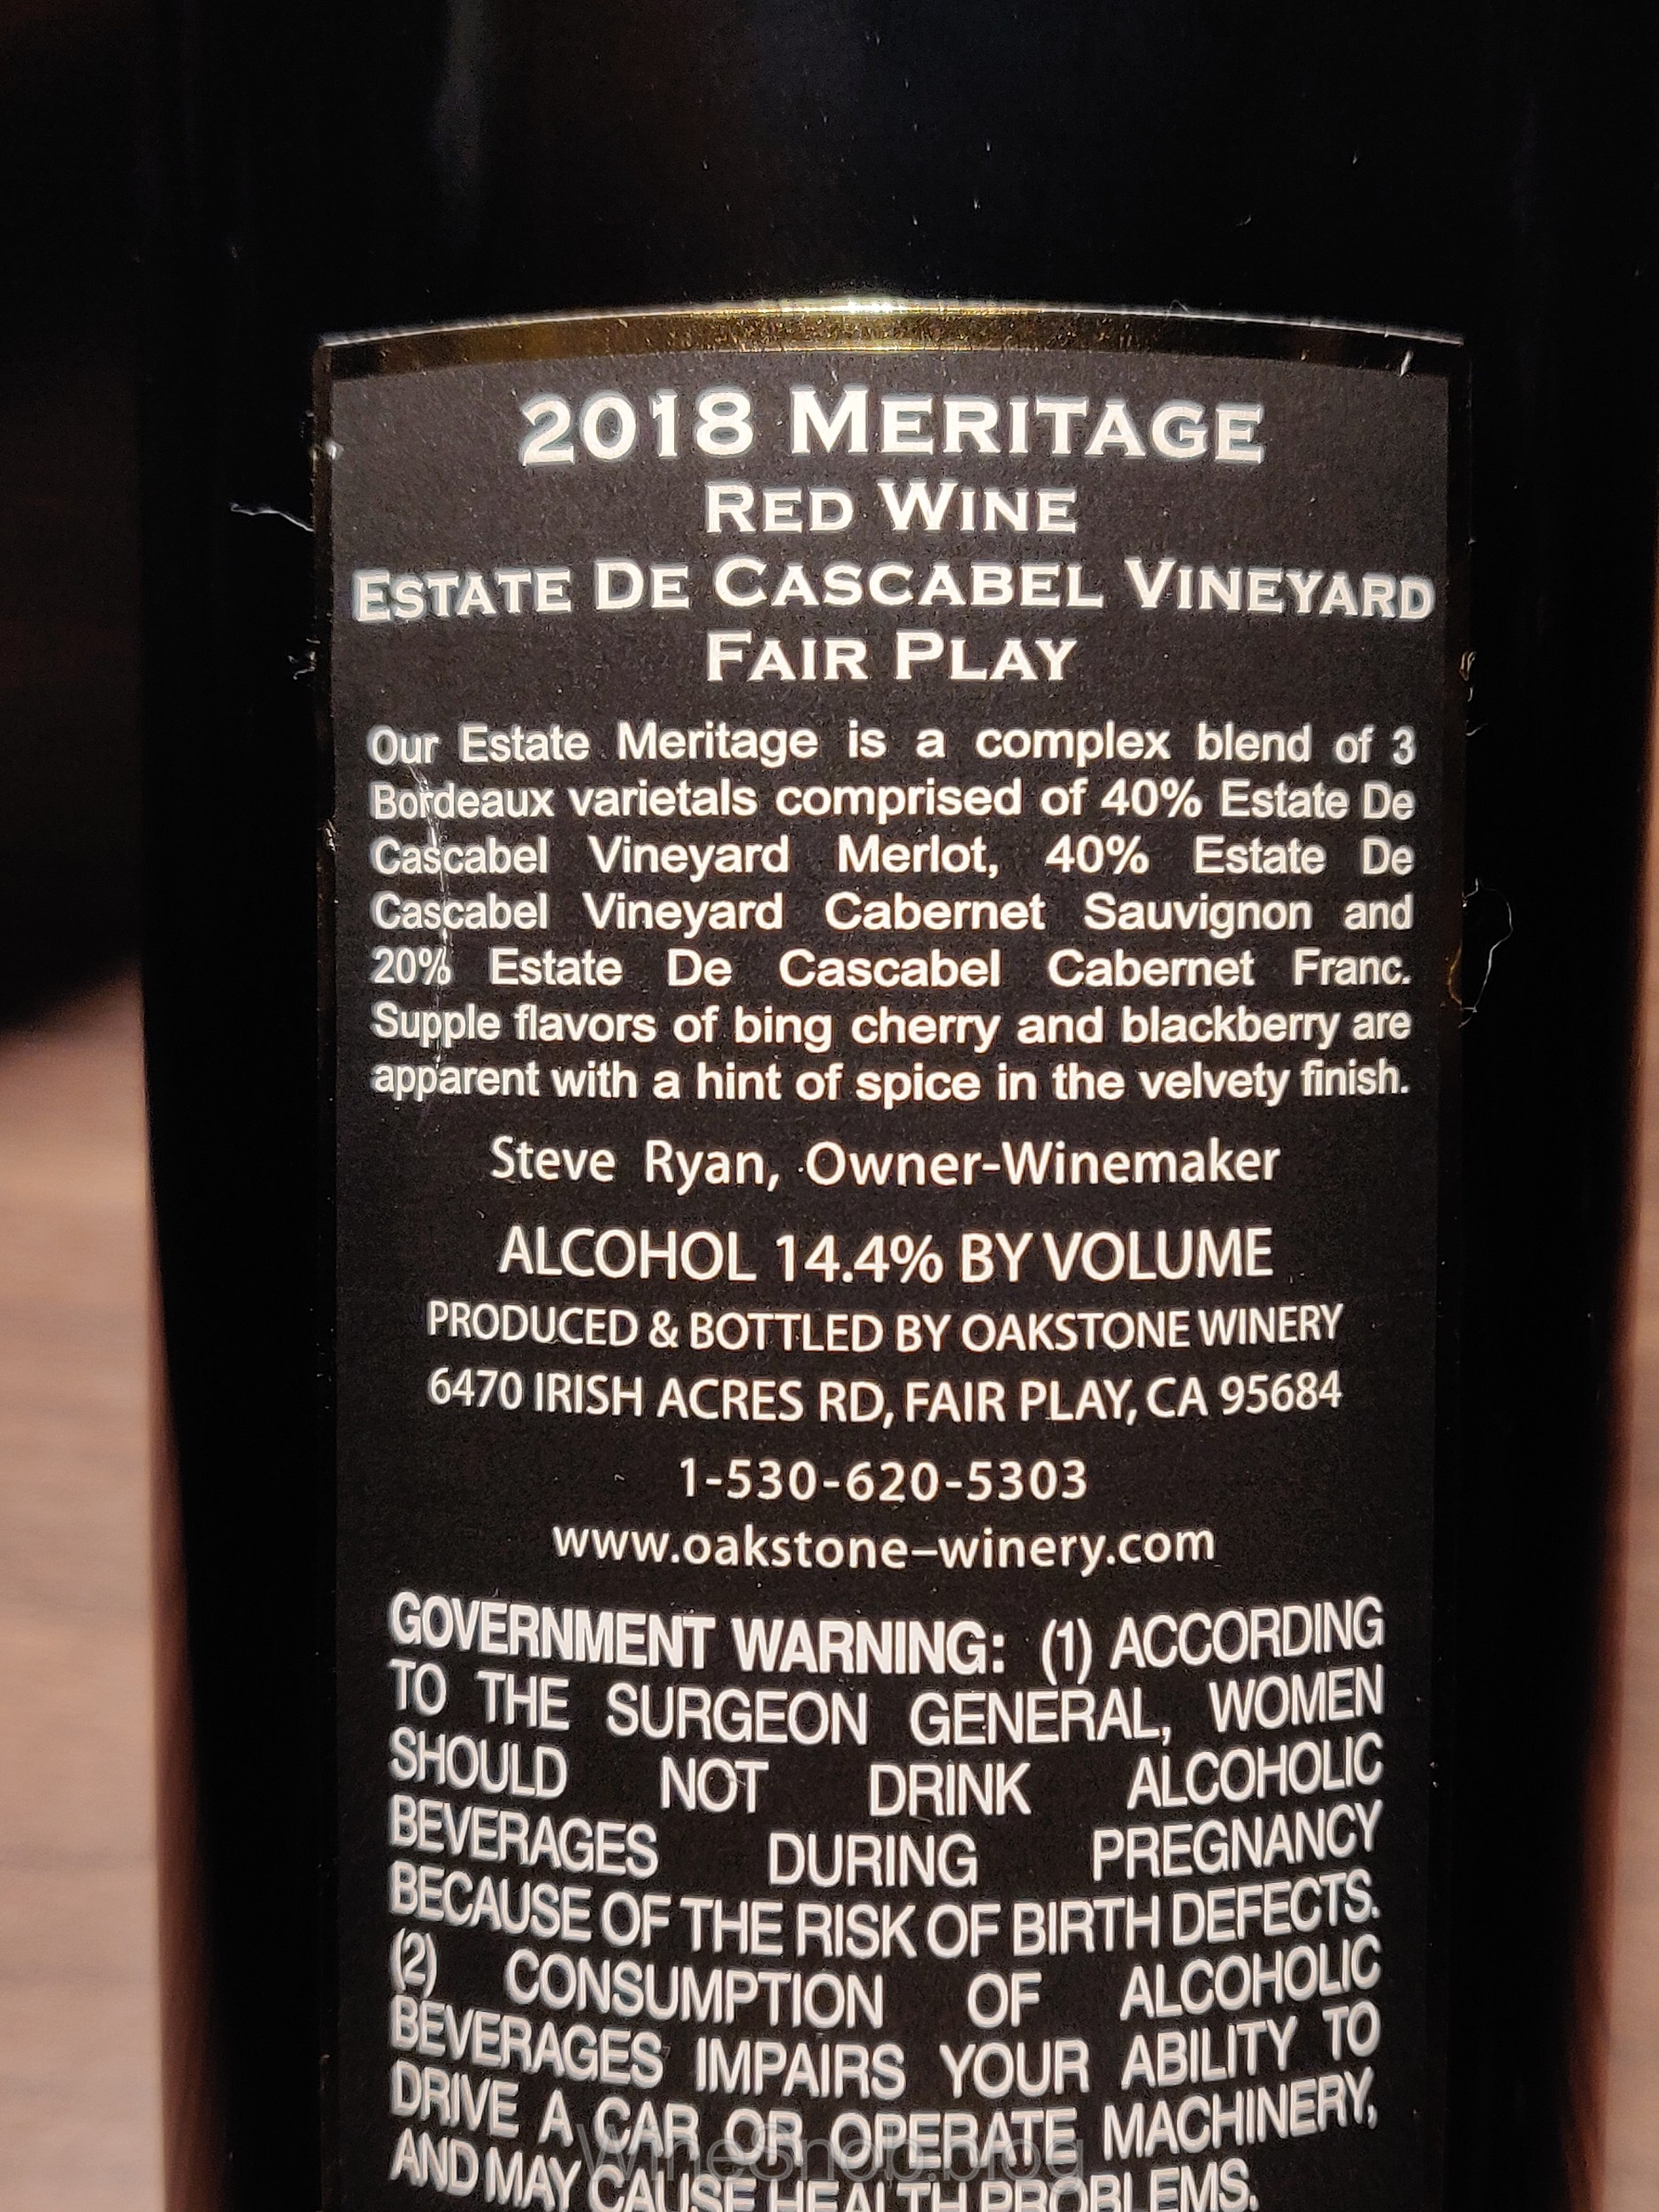 2018 MERITAGE
RED WINE
ESTATE DE CASCABEL VINEYARD
FAIR PLAY
Our Estate Meritage is a complex blend of 3
Bordeaux varietals comprised of 40% Estate De
Cascabel Vineyard Merlot, 40% Estate De
Cascabel Vineyard Cabernet Sauvignon and
20% Estate De Cascabel Cabernet Franc.
Supple flavors of bing cherry and blackberry are
apparent with a hint of spice in the velvety finish.
Steve Ryan, Owner-Winemaker
ALCOHOL 14.4% BY VOLUME
PRODUCED & BOTTLED BY OAKSTONE WINERY
6470 IRISH ACRES RD, FAIR PLAY, CA 95684
1-530-620-5303
www.oakstone–winery.com
GOVERNMENT WARNING: (1) ACCORDING
TO THE SURGEON GENERAL, WOMEN
SHOULD NOT DRINK ALCOHOLIC
BEVERAGES DURING PREGNANCY
BECAUSE OF THE RISK OF BIRTH DEFECTS.
(2) CONSUMPTION OF ALCOHOLIC
BEVERAGES IMPAIRS YOUR ABILITY TO
DRIVE A CAR OR OPERATE MACHINERY,
AND MAY CAUSE HEALTH PROBLEMS.
WineSnob.blog